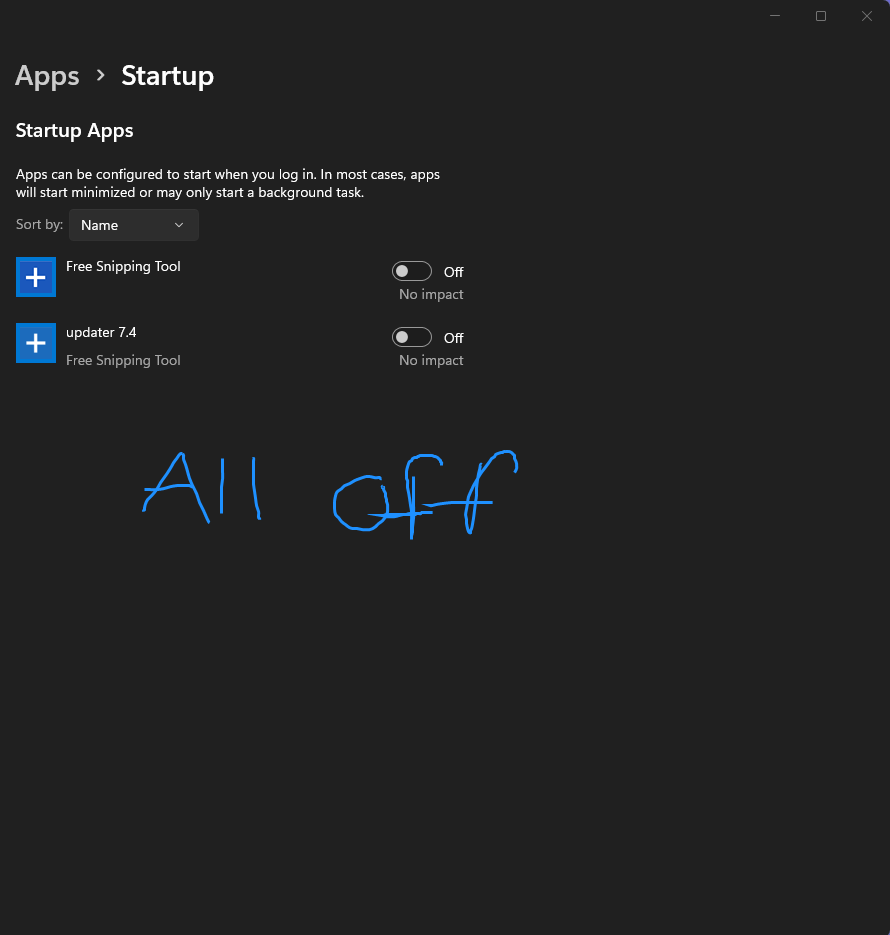 Apps > Startup
Startup Apps
Apps can be configured to start when you log in. In most cases, apps
will start minimized or may only start a background task.
Sort by: Name
Free Snipping Tool Off
No impact
updater 7.4 Off
Free Snipping Tool No impact
All Off